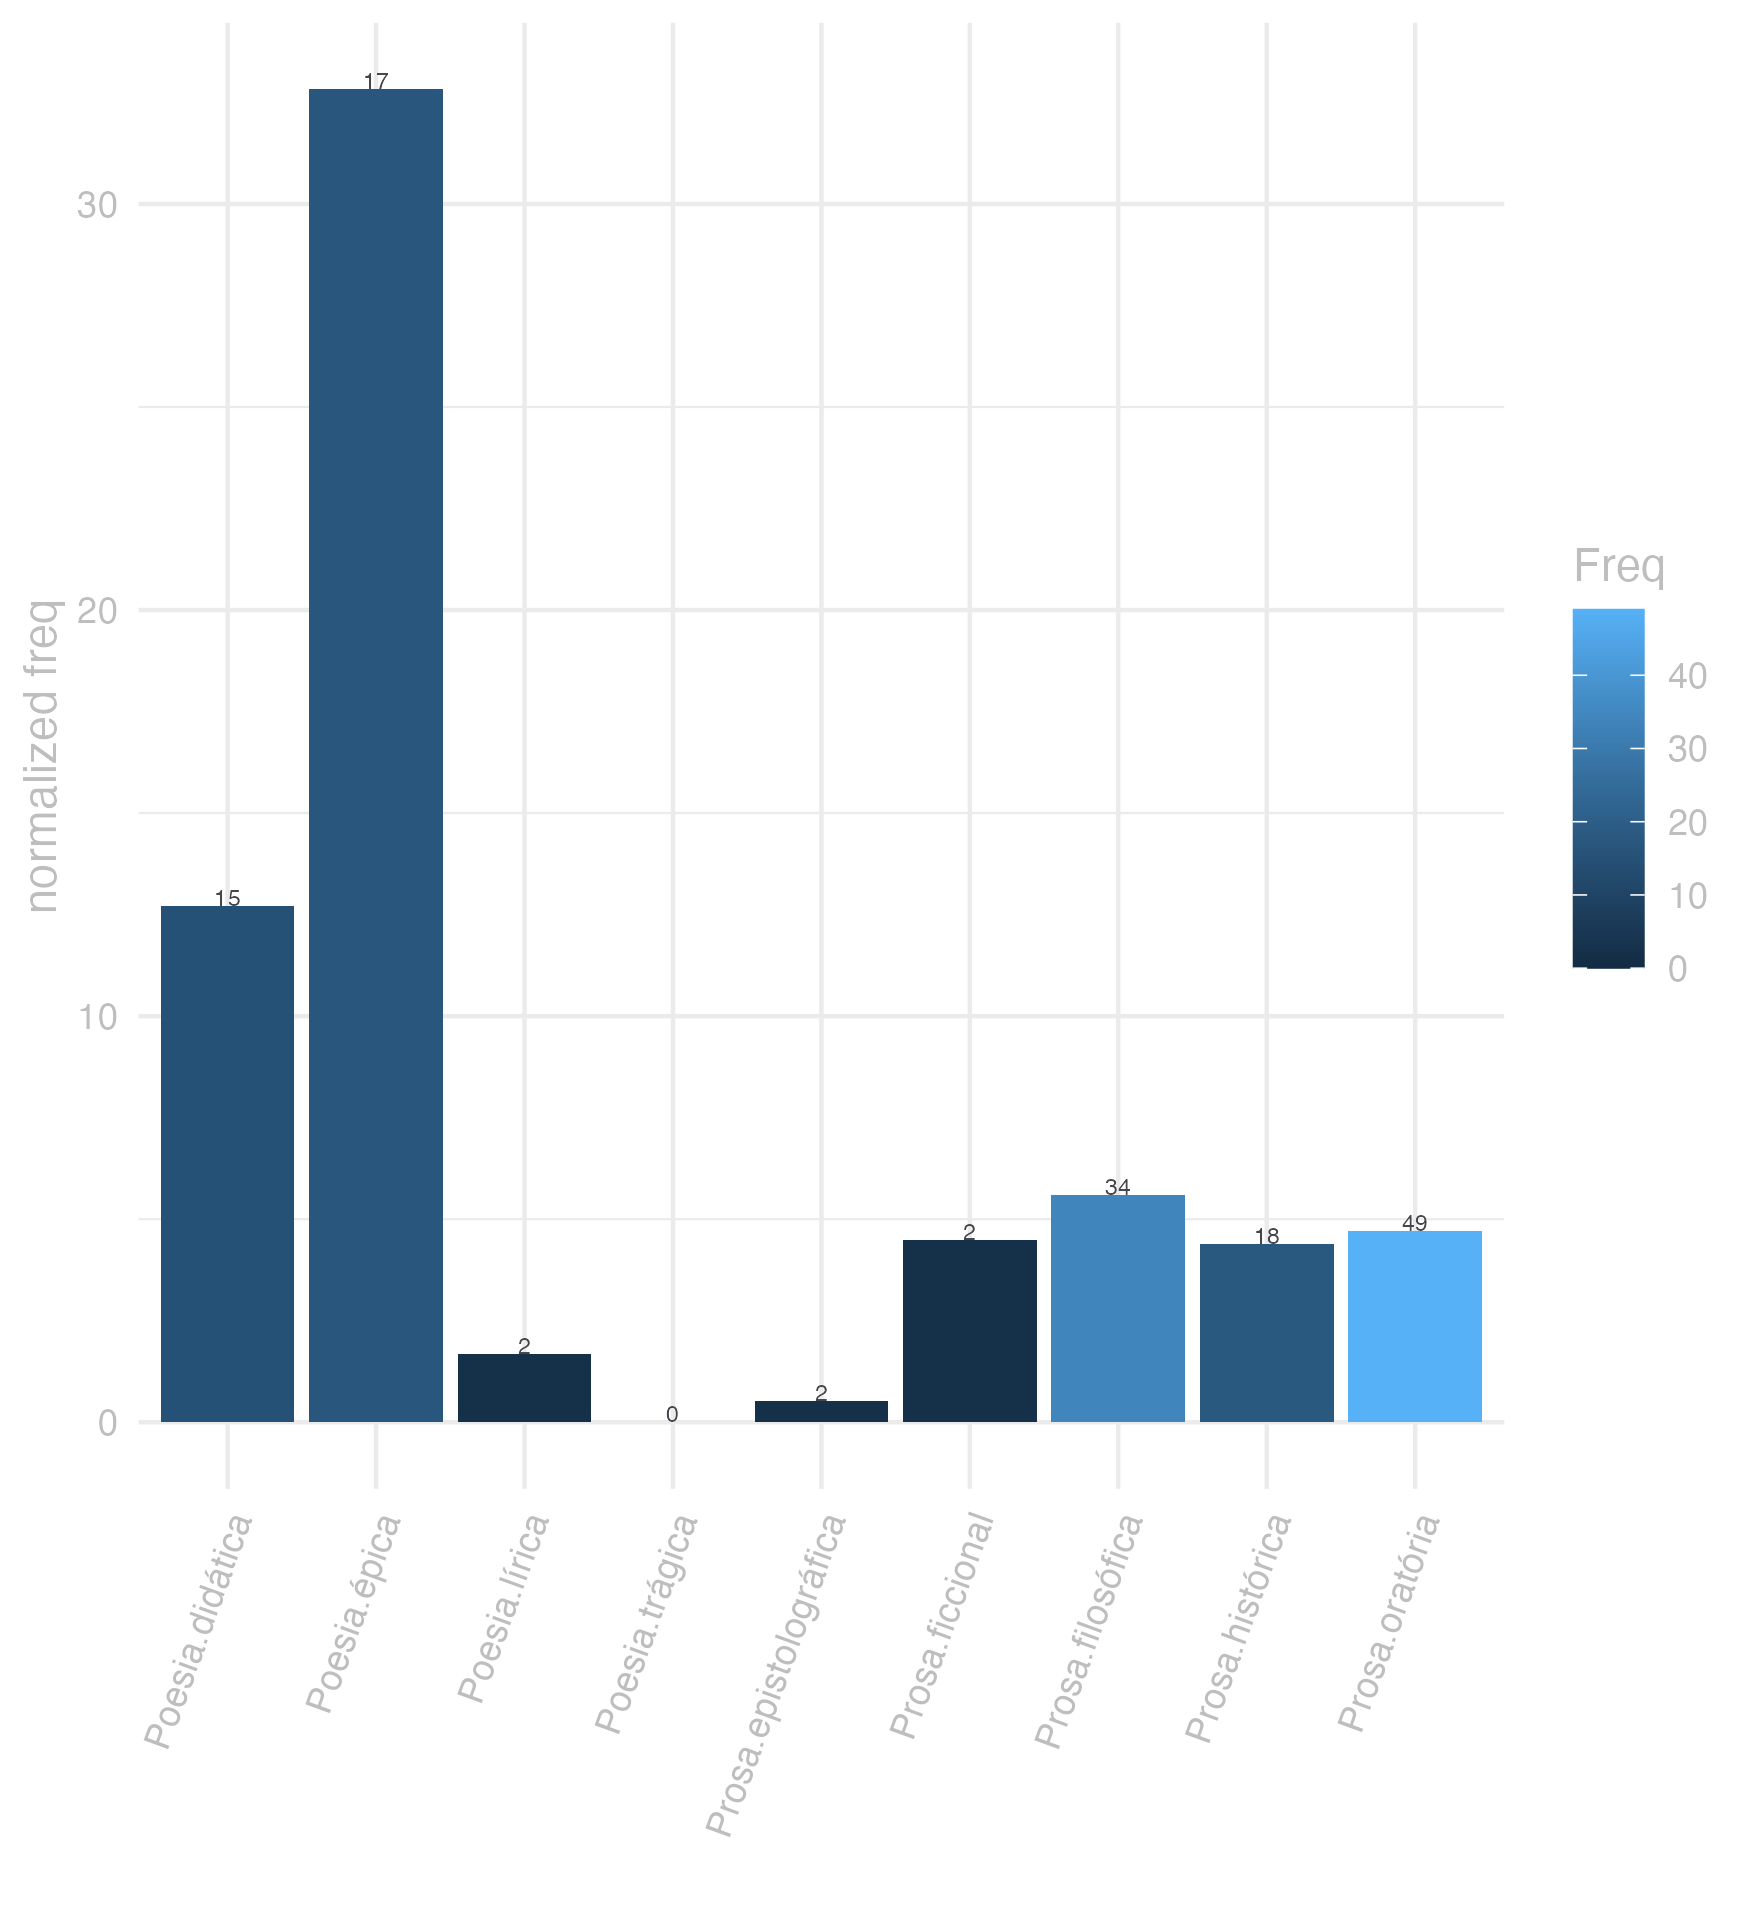 17
30
Freq
normalized freq
20
40
30
15
20
10
10
0
34
2
18
49
2
2
0
0
Poesia.didática
Poesia.épica
Poesia.lírica
Poesia.trágica
Prosa.epistolográfica
Prosa.ficcional
Prosa.filosófica
Prosa.histórica
Prosa.oratória